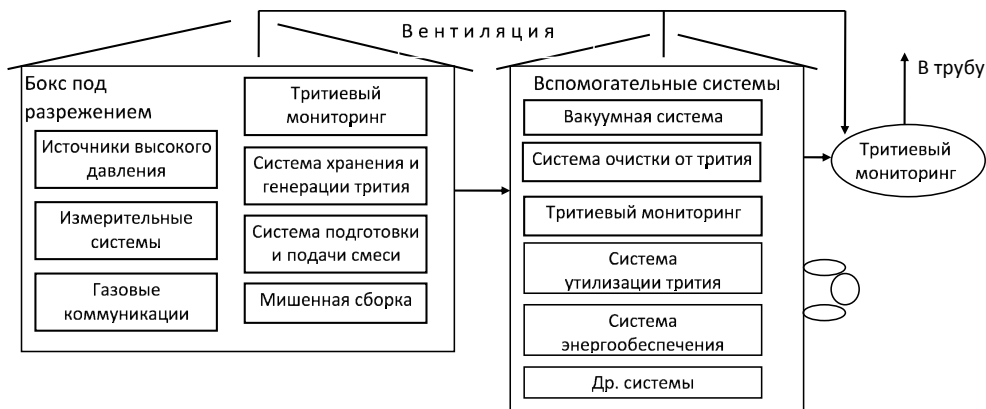 Вентиляция
Бокс под
разрежением
Источники высокого
давления
Измерительные
системы
Газовые
коммуникации
Тритиевый
мониторинг
Система хранения и
генерации трития
Система подготовки
и подачи смеси
Мишенная сборка
Вспомогательные системы
Вакуумная система
Система очистки от трития
Тритиевый мониторинг
Система
утилизации трития
Система
энергообеспечения
Др. системы
В трубу
Тритиевый
мониторинг